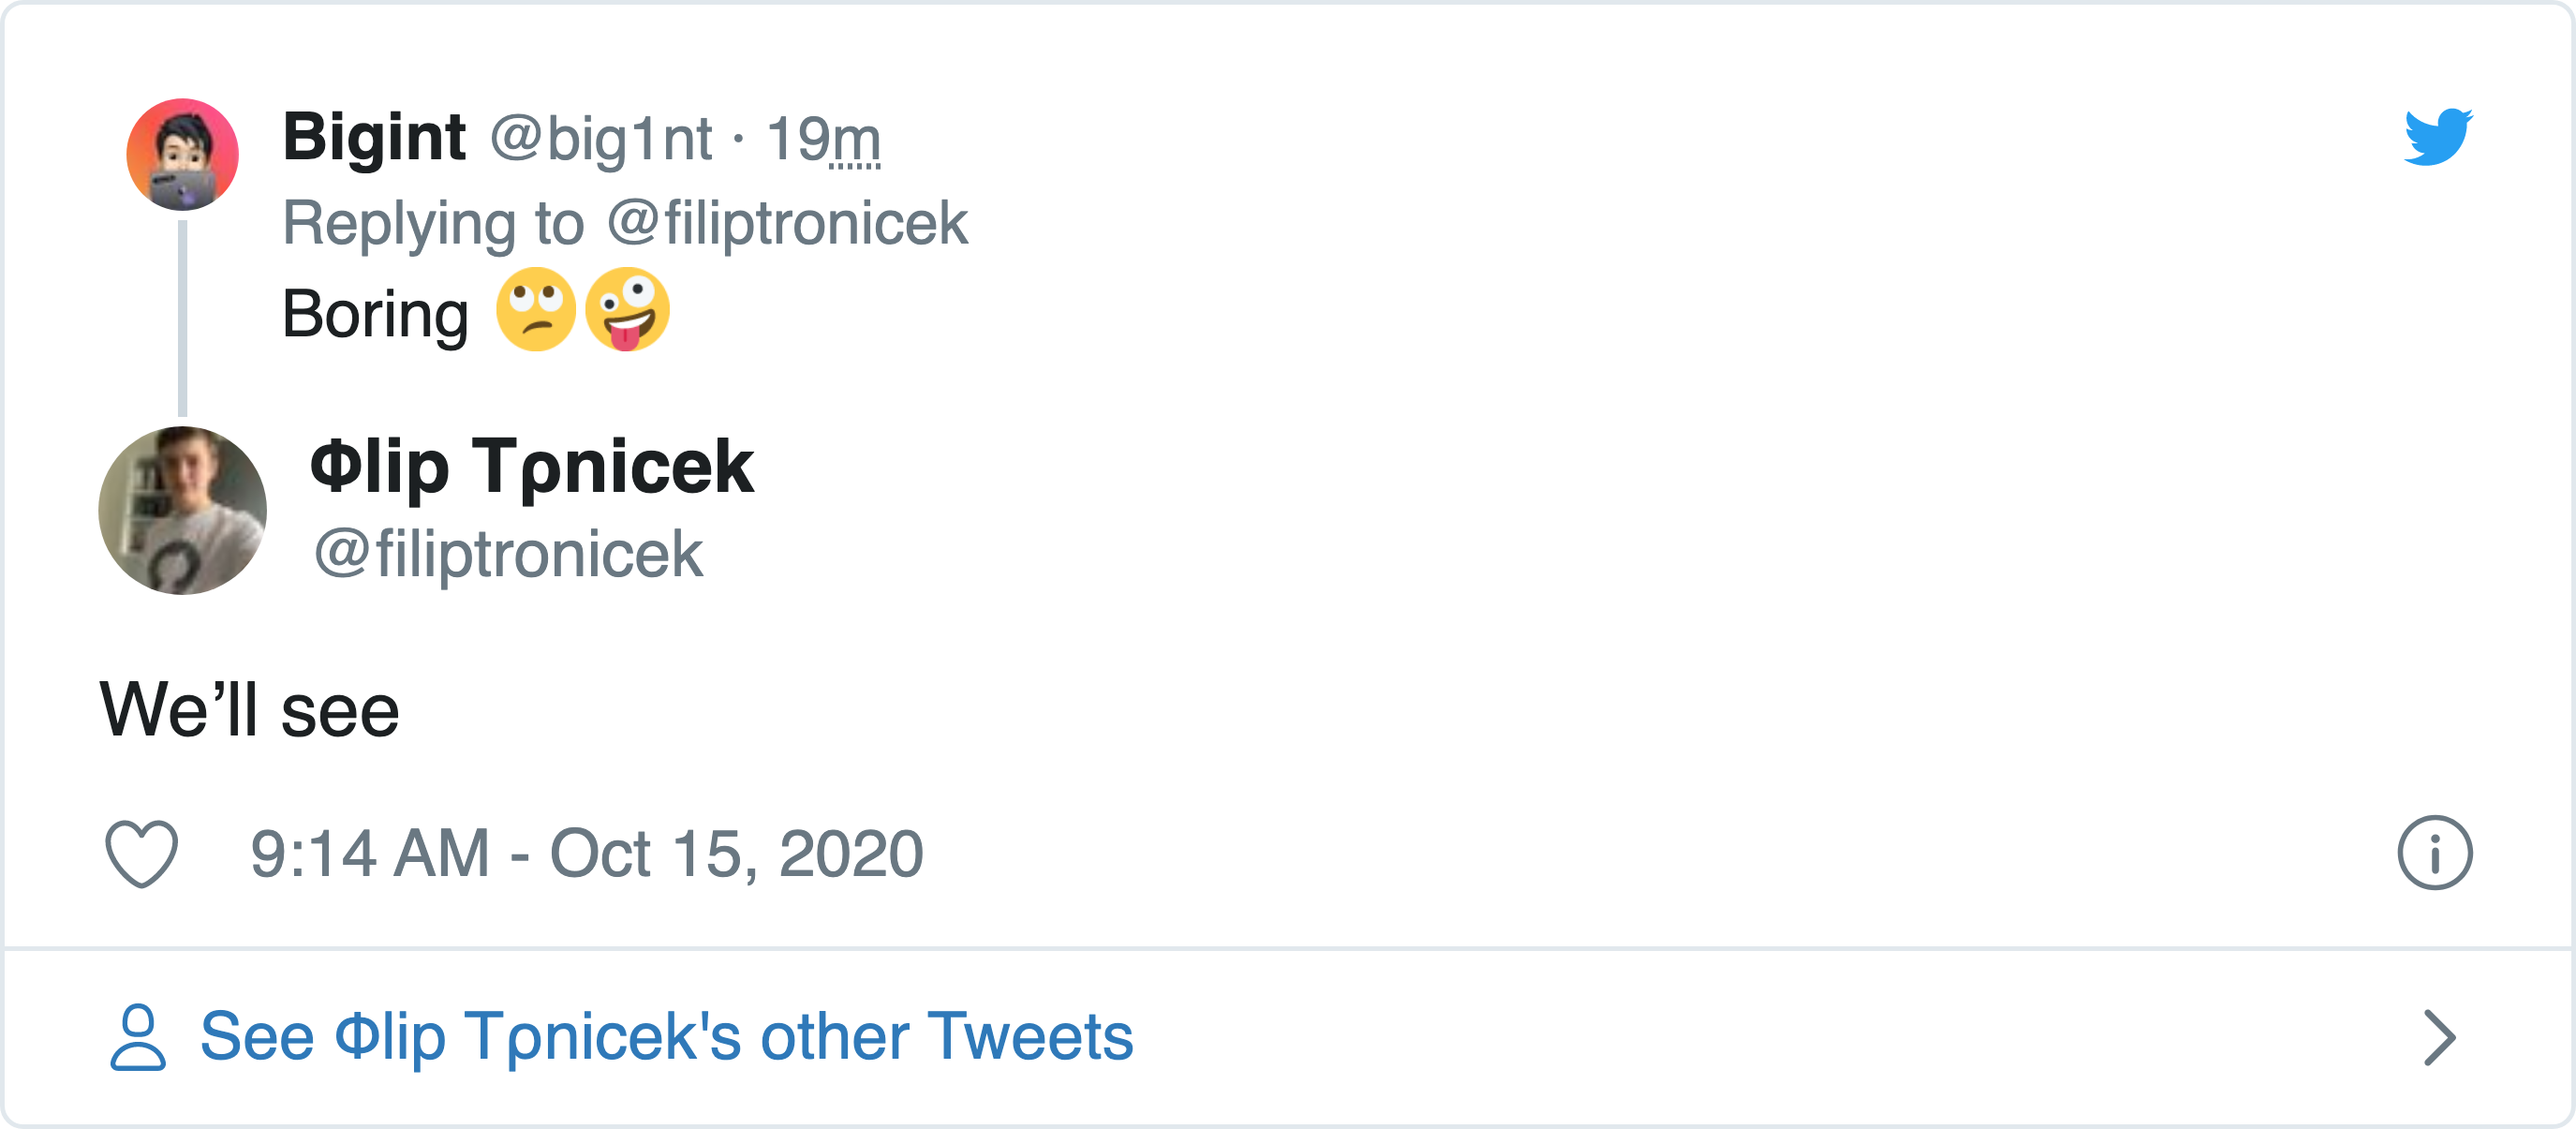 Bigint @big1nt · 19m
Replying to @filiptronicek
Boring 🙄🤪
Φlip Tρnicek
@filiptronicek
We’ll see
9:14 AM - Oct 15, 2020
See Φlip Tρnicek's other Tweets